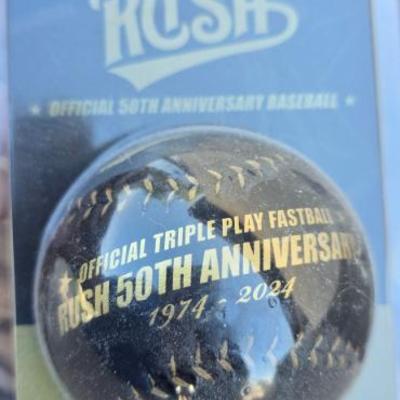 RUSH
★ OFFICIAL 50TH ANNIVERSARY BASEBALL ★
★ OFFICIAL TRIPLE PLAY FASTBALL ★
RUSH 50TH ANNIVERSARY
1974 - 2024